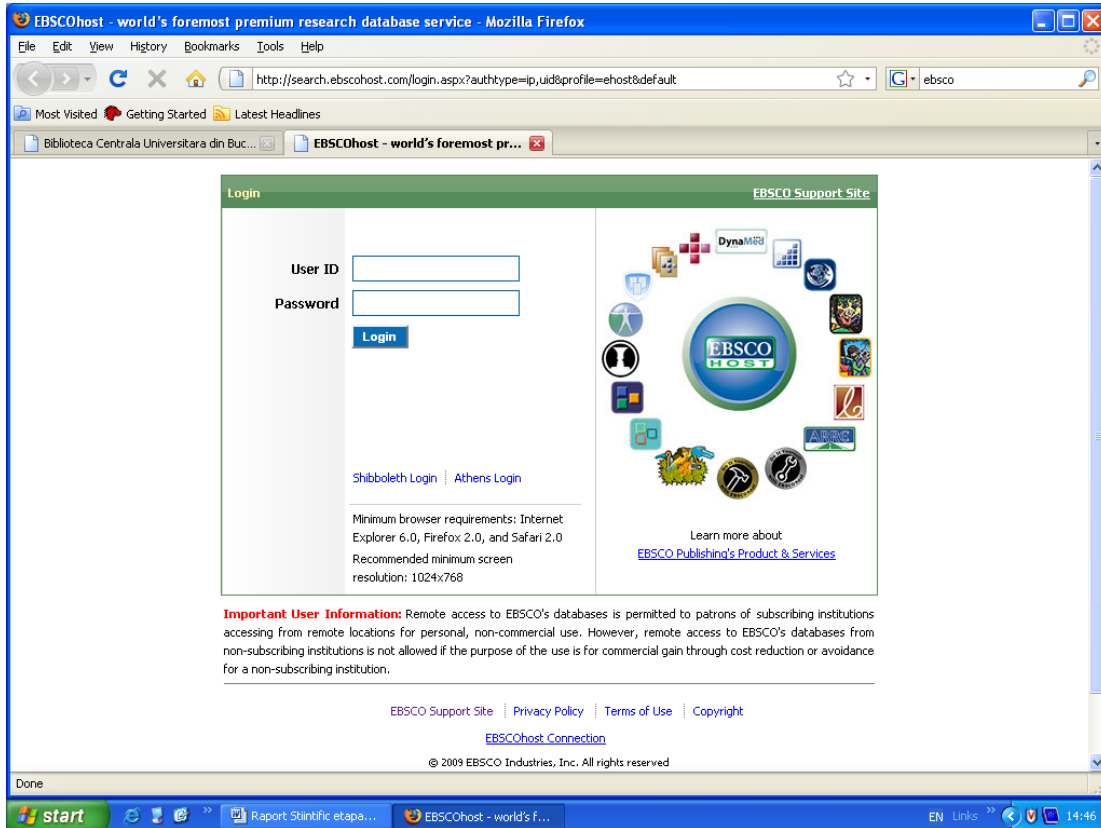 EBSCOhost - world's foremost premium research database service - Mozilla Firefox
File Edit View History Bookmarks Tools Help
http://search.ebscohost.com/login.aspx?authtype=ip,uid&profile=ehost&default
G ebsco
Most Visited Getting Started Latest Headlines
Biblioteca Centrala Universitara din Buc... EBSCOhost - world's foremost pr...
Login EBSCO Support Site
User ID
Password
Login
DynaMed
EBSCO
HOST
ARRC
Shibboleth Login Athens Login
Minimum browser requirements: Internet
Explorer 6.0, Firefox 2.0, and Safari 2.0
Recommended minimum screen
resolution: 1024x768
Learn more about
EBSCO Publishing's Product & Services
Important User Information: Remote access to EBSCO's databases is permitted to patrons of subscribing institutions
accessing from remote locations for personal, non-commercial use. However, remote access to EBSCO's databases from
non-subscribing institutions is not allowed if the purpose of the use is for commercial gain through cost reduction or avoidance
for a non-subscribing institution.
EBSCO Support Site Privacy Policy Terms of Use Copyright
EBSCOhost Connection
© 2009 EBSCO Industries, Inc. All rights reserved
Done
start Raport Stiintific etapa... EBSCOhost - world's f... EN Links 14:46